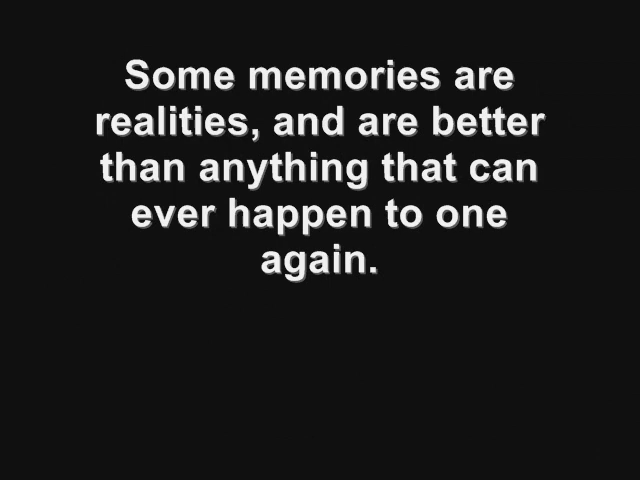 Some memories are
realities, and are better
than anything that can
ever happen to one
again.